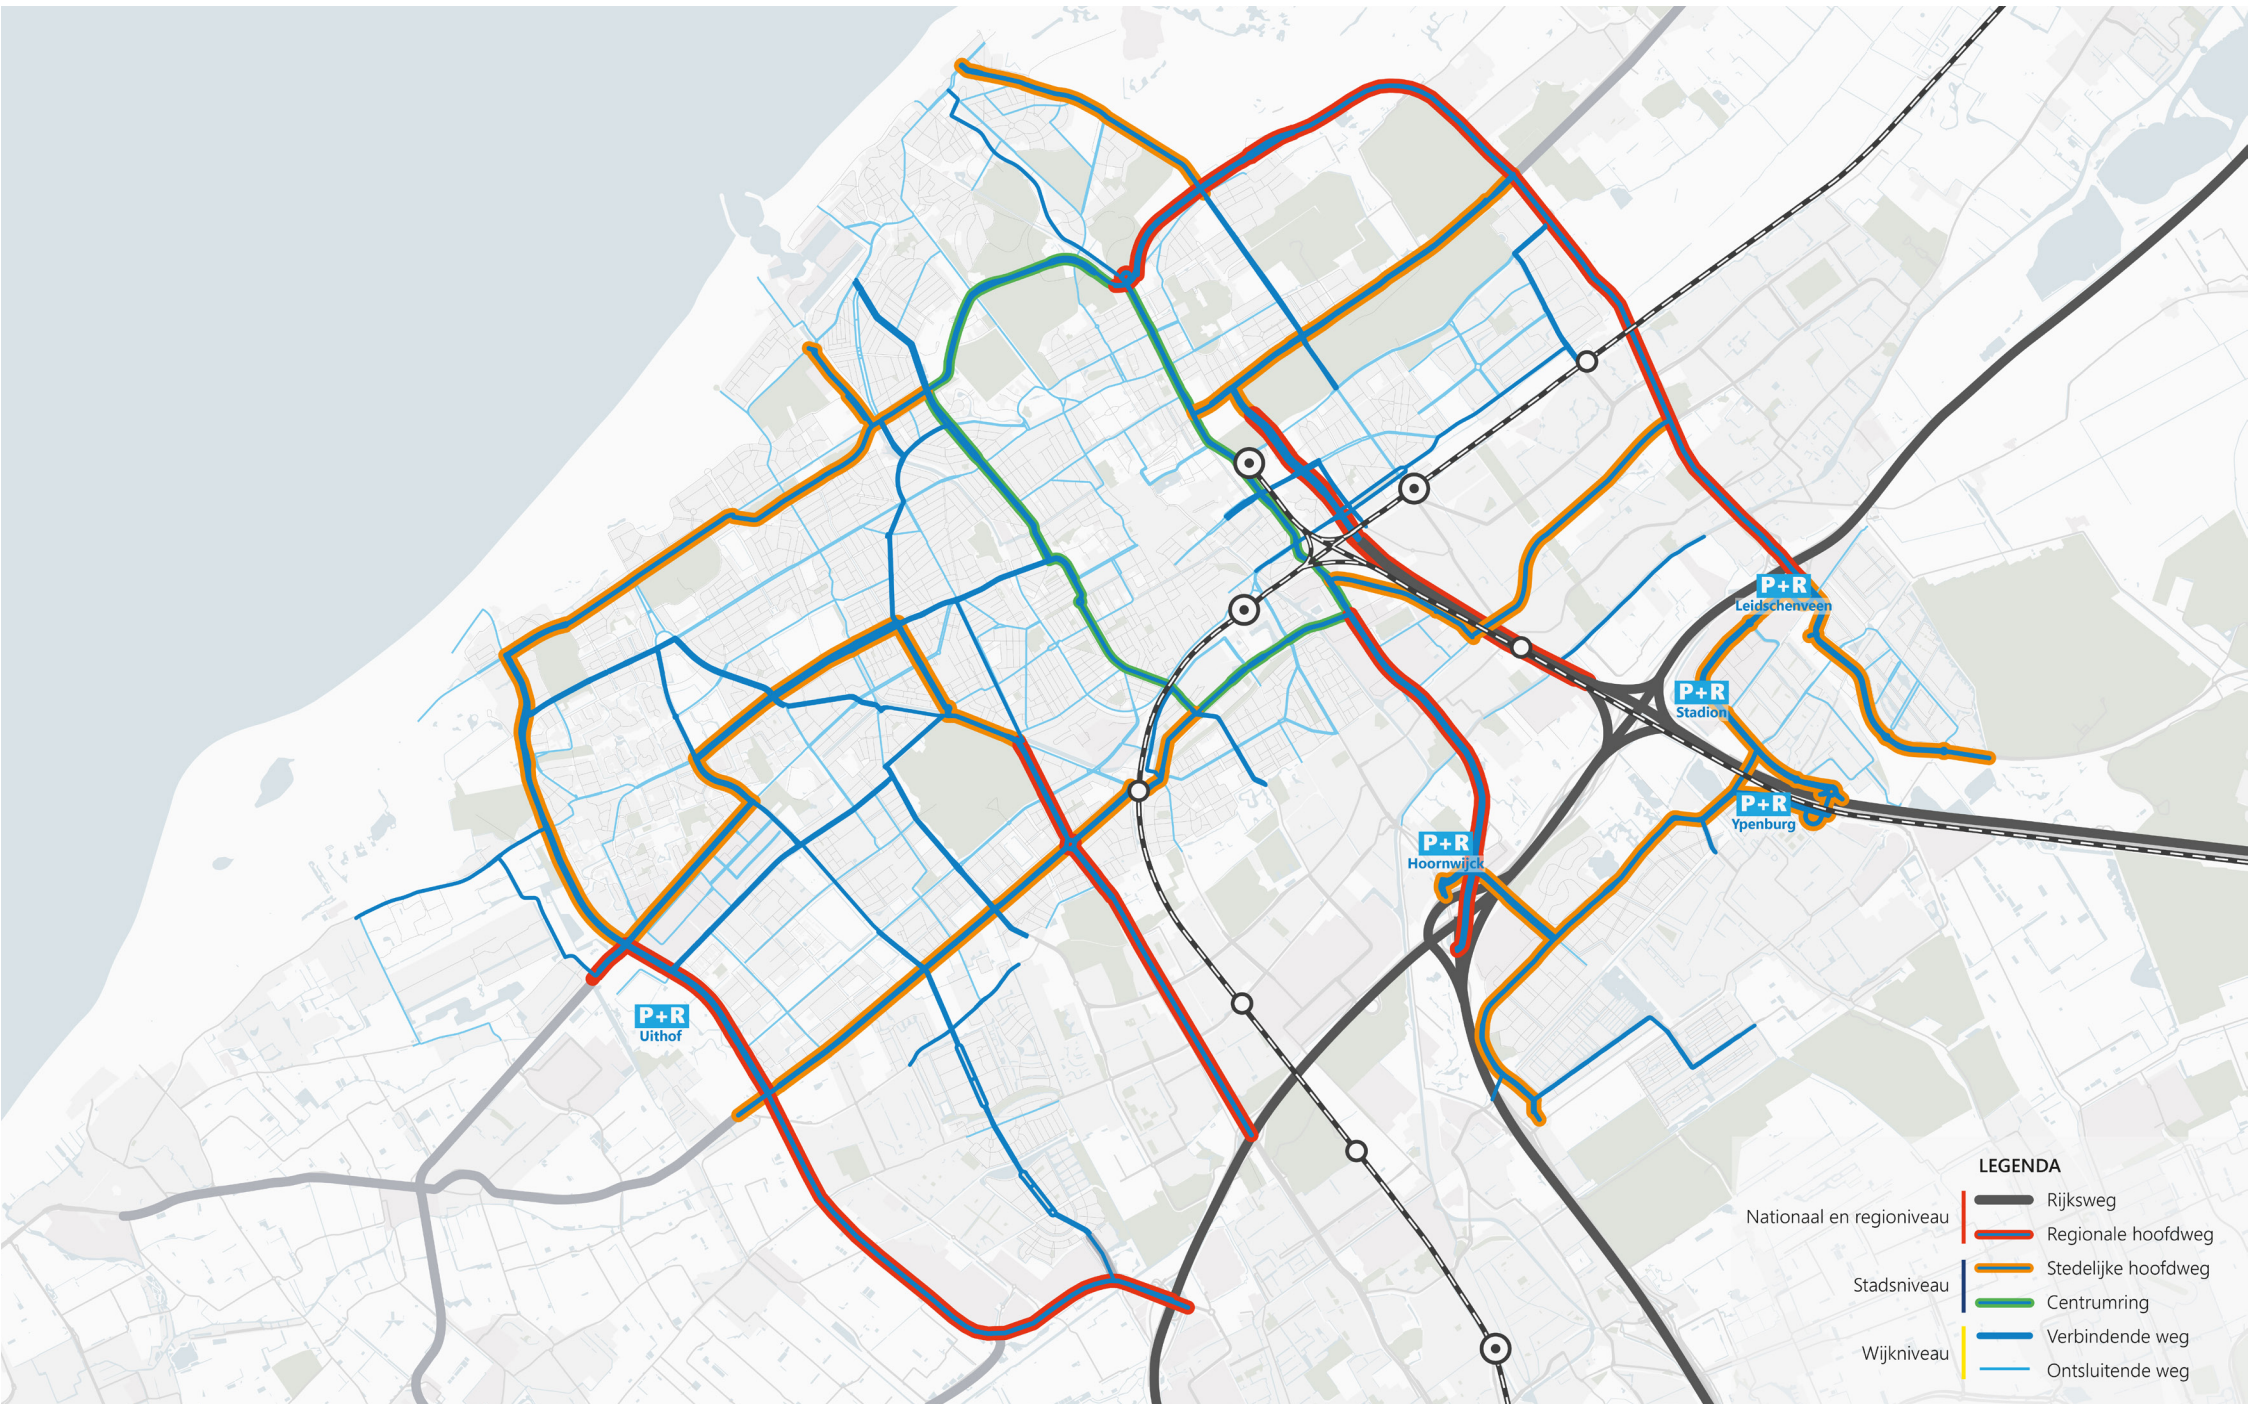 P+R
Leidschenveen
P+R
Stadion
P+R
Ypenburg
P+R
Hoornwijck
P+R
Uithof
LEGENDA
Nationaal en regioniveau
Rijksweg
Regionale hoofdweg
Stadsniveau
Stedelijke hoofdweg
Centrumring
Wijkniveau
Verbindende weg
Ontsluitende weg